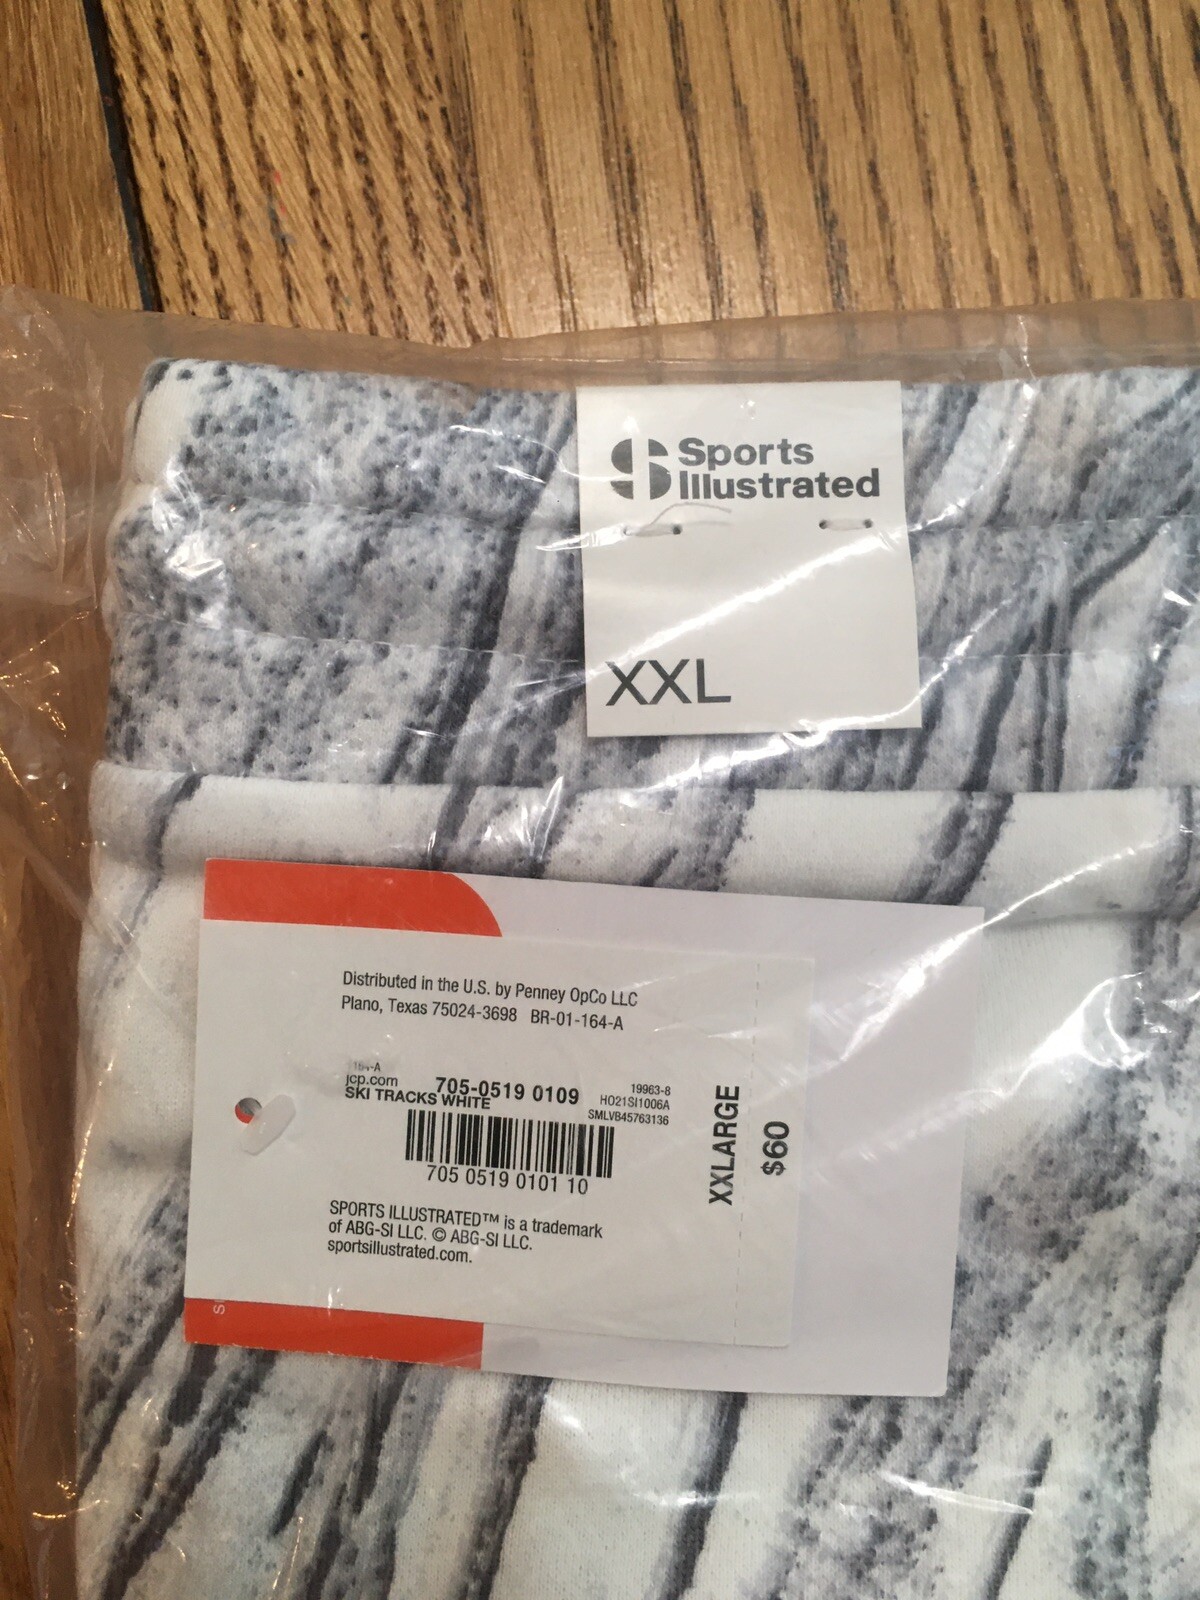 Sports
Illustrated
XXL
Distributed in the U.S. by Penney OpCo LLC
Plano, Texas 75024-3698 BR-01-164-A
jcp.com 705-0519 0109 19963-8
SKI TRACKS WHITE HO21SI1006A
SMLVB45763136
705 0519 0101 10
XXLARGE
$60
SPORTS ILLUSTRATED™ is a trademark
of ABG-SI LLC. © ABG-SI LLC.
sportsillustrated.com.